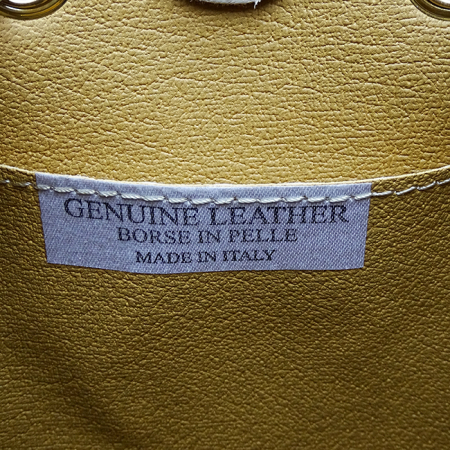 GENUINE LEATHER
BORSE IN PELLE
MADE IN ITALY